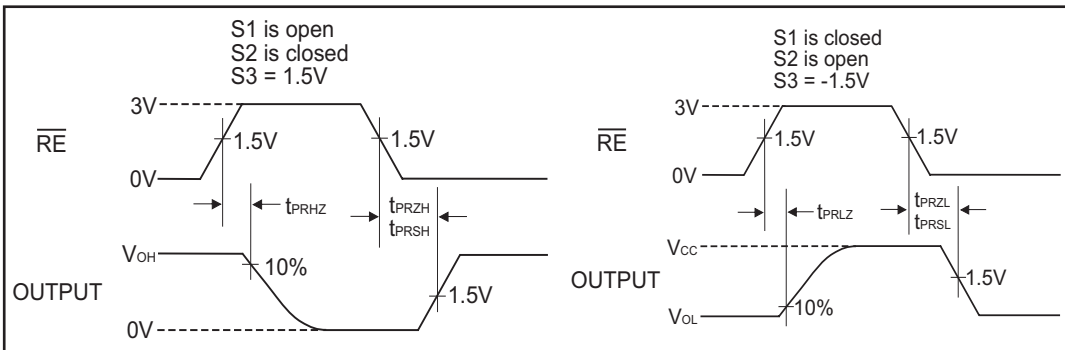 S1 is open
S2 is closed
S3 = 1.5V
3V
RE
1.5V
1.5V
0V
tPRHZ
tPRZH
tPRSH
VOH
10%
OUTPUT
1.5V
0V
S1 is closed
S2 is open
S3 = -1.5V
3V
RE
1.5V
1.5V
0V
tPRLZ
tPRZL
tPRSL
VCC
1.5V
OUTPUT
10%
VOL